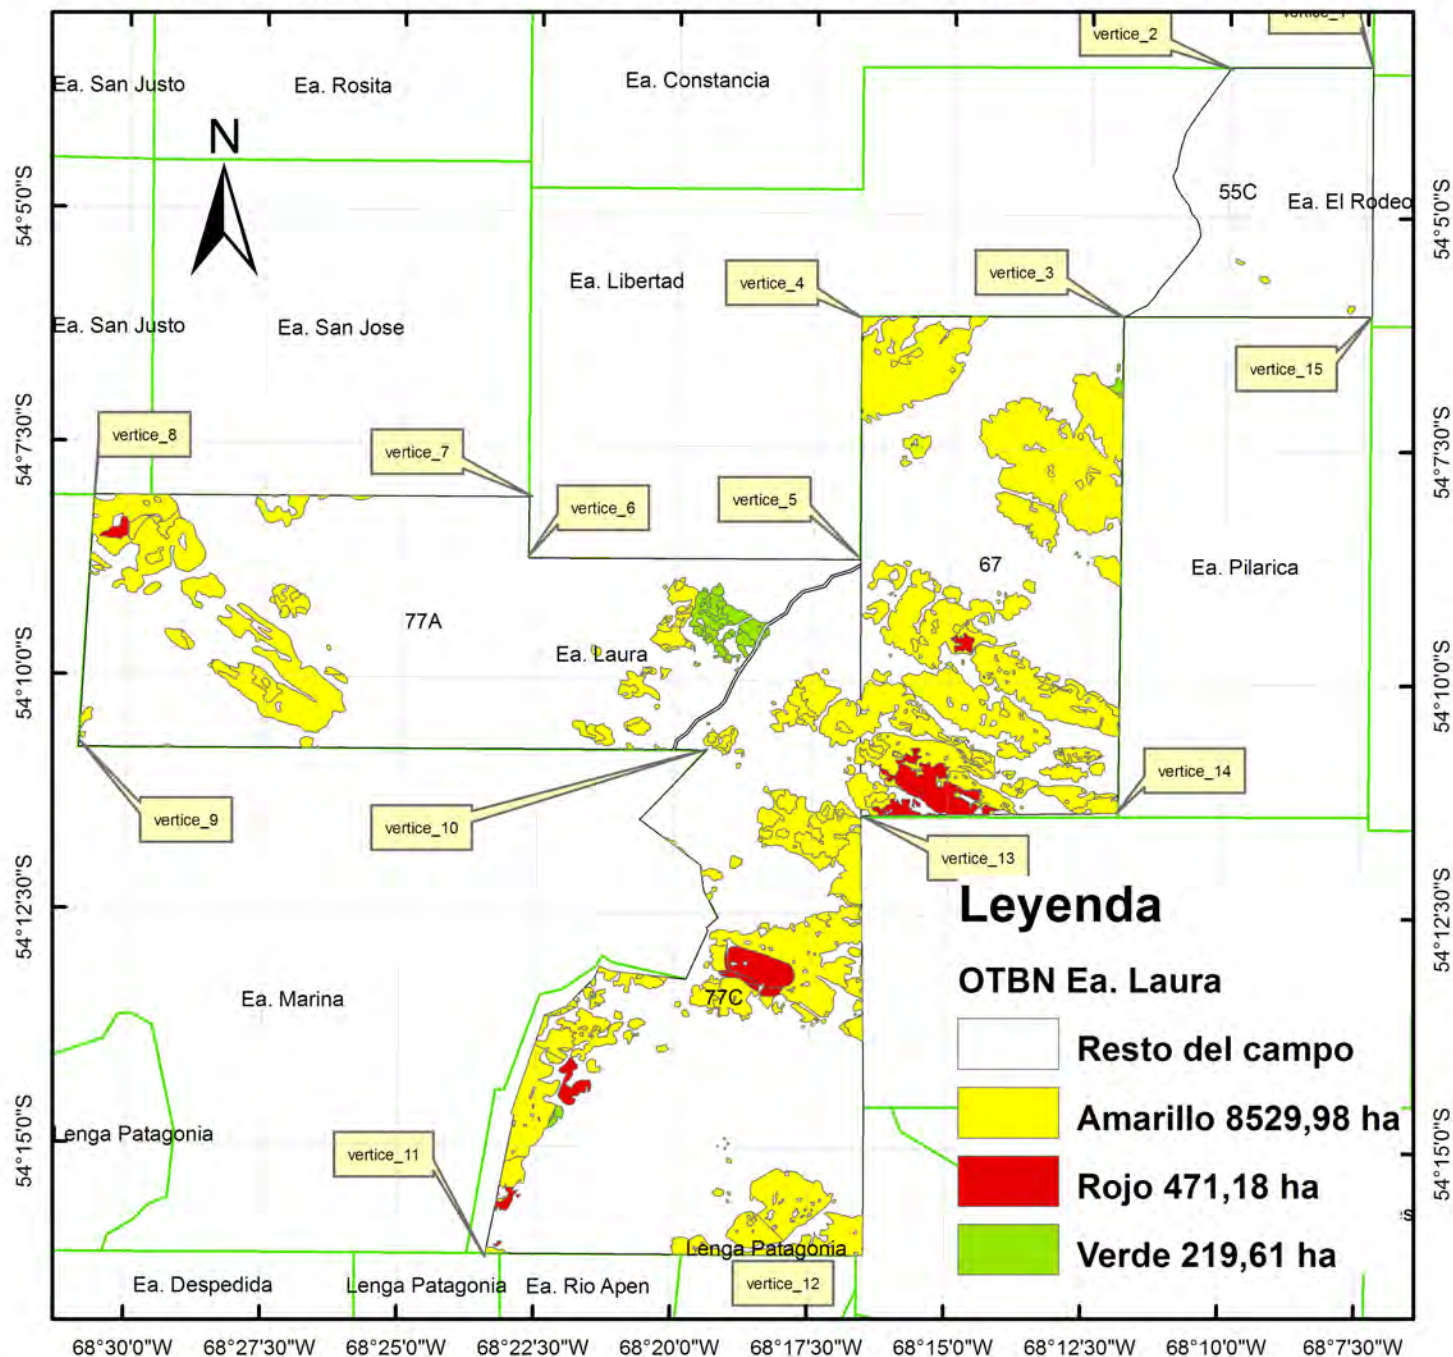 vertice_1
vertice_2
Ea. San Justo
Ea. Rosita
Ea. Constancia
N
55C
Ea. El Rodeo
54°5'0"S
54°5'0"S
Ea. Libertad
vertice_4
vertice_3
Ea. San Justo
Ea. San Jose
vertice_15
54°7'30"S
54°7'30"S
vertice_8
vertice_7
vertice_6
vertice_5
67
Ea. Pilarica
77A
Ea. Laura
54°10'0"S
54°10'0"S
vertice_14
vertice_9
vertice_10
vertice_13
54°12'30"S
54°12'30"S
Leyenda
OTBN Ea. Laura
Ea. Marina
77C
Resto del campo
Amarillo 8529,98 ha
Lenga Patagonia
54°15'0"S
54°15'0"S
vertice_11
Rojo 471,18 ha
s
Lenga Patagonia
Verde 219,61 ha
Ea. Despedida
Lenga Patagonia
Ea. Rio Apen
vertice_12
68°30'0"W
68°27'30"W
68°25'0"W
68°22'30"W
68°20'0"W
68°17'30"W
68°15'0"W
68°12'30"W
68°10'0"W
68°7'30"W